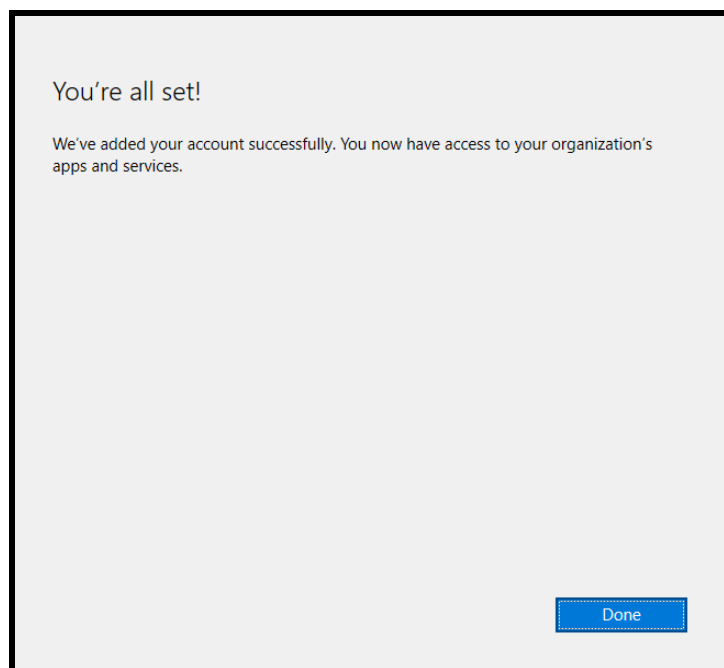 You’re all set!
We’ve added your account successfully. You now have access to your organization’s
apps and services.
Done